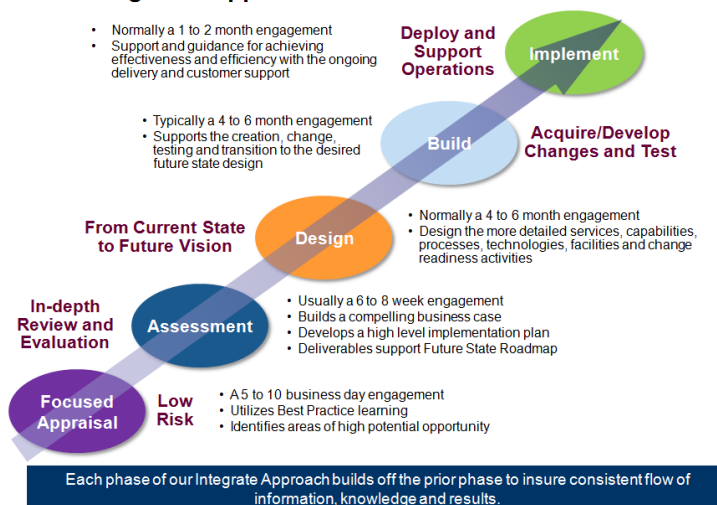 • Normally a 1 to 2 month engagement
• Support and guidance for achieving
effectiveness and efficiency with the ongoing
delivery and customer support
Deploy and
Support
Operations
Implement
• Typically a 4 to 6 month engagement
• Supports the creation, change,
testing and transition to the desired
future state design
Build
Acquire/Develop
Changes and Test
From Current State
to Future Vision
Design
• Normally a 4 to 6 month engagement
• Design the more detailed services, capabilities,
processes, technologies, facilities and change
readiness activities
In-depth
Review and
Evaluation
Assessment
• Usually a 6 to 8 week engagement
• Builds a compelling business case
• Develops a high level implementation plan
• Deliverables support Future State Roadmap
Focused
Appraisal
Low
Risk
• A 5 to 10 business day engagement
• Utilizes Best Practice learning
• Identifies areas of high potential opportunity
Each phase of our Integrate Approach builds off the prior phase to insure consistent flow of
information, knowledge and results.